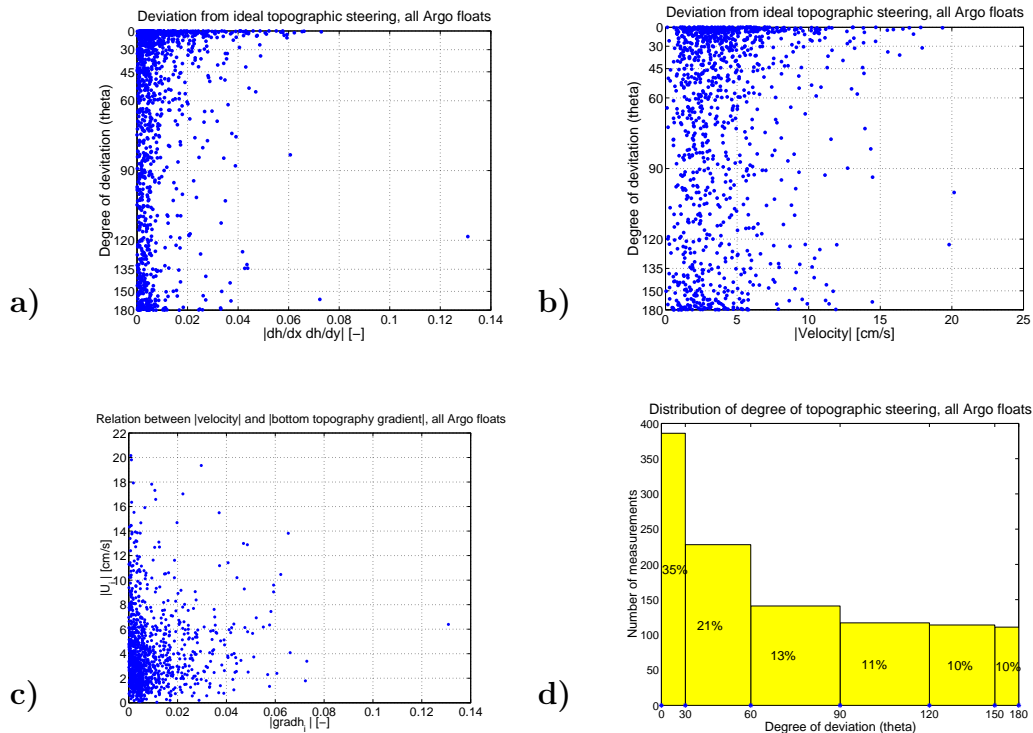 Deviation from ideal topographic steering, all Argo floats
0
30
45
60
90
120
135
150
180
Degree of devitation (theta)
0 0.02 0.04 0.06 0.08 0.1 0.12 0.14
|dh/dx dh/dy| [−]
a)
Deviation from ideal topographic steering, all Argo floats
0
30
45
60
90
120
135
150
180
Degree of devitation (theta)
0 5 10 15 20 25
|Velocity| [cm/s]
b)
Relation between |velocity| and |bottom topography gradient|, all Argo floats
22
20
18
16
14
12
10
8
6
4
2
0
|U_i| [cm/s]
0 0.02 0.04 0.06 0.08 0.1 0.12 0.14
|gradh_i| [−]
c)
Distribution of degree of topographic steering, all Argo floats
400
350
300
250
200
150
100
50
0
Number of measurements
35%
21%
13%
11%
10%
10%
0 30 60 90 120 150 180
Degree of deviation (theta)
d)